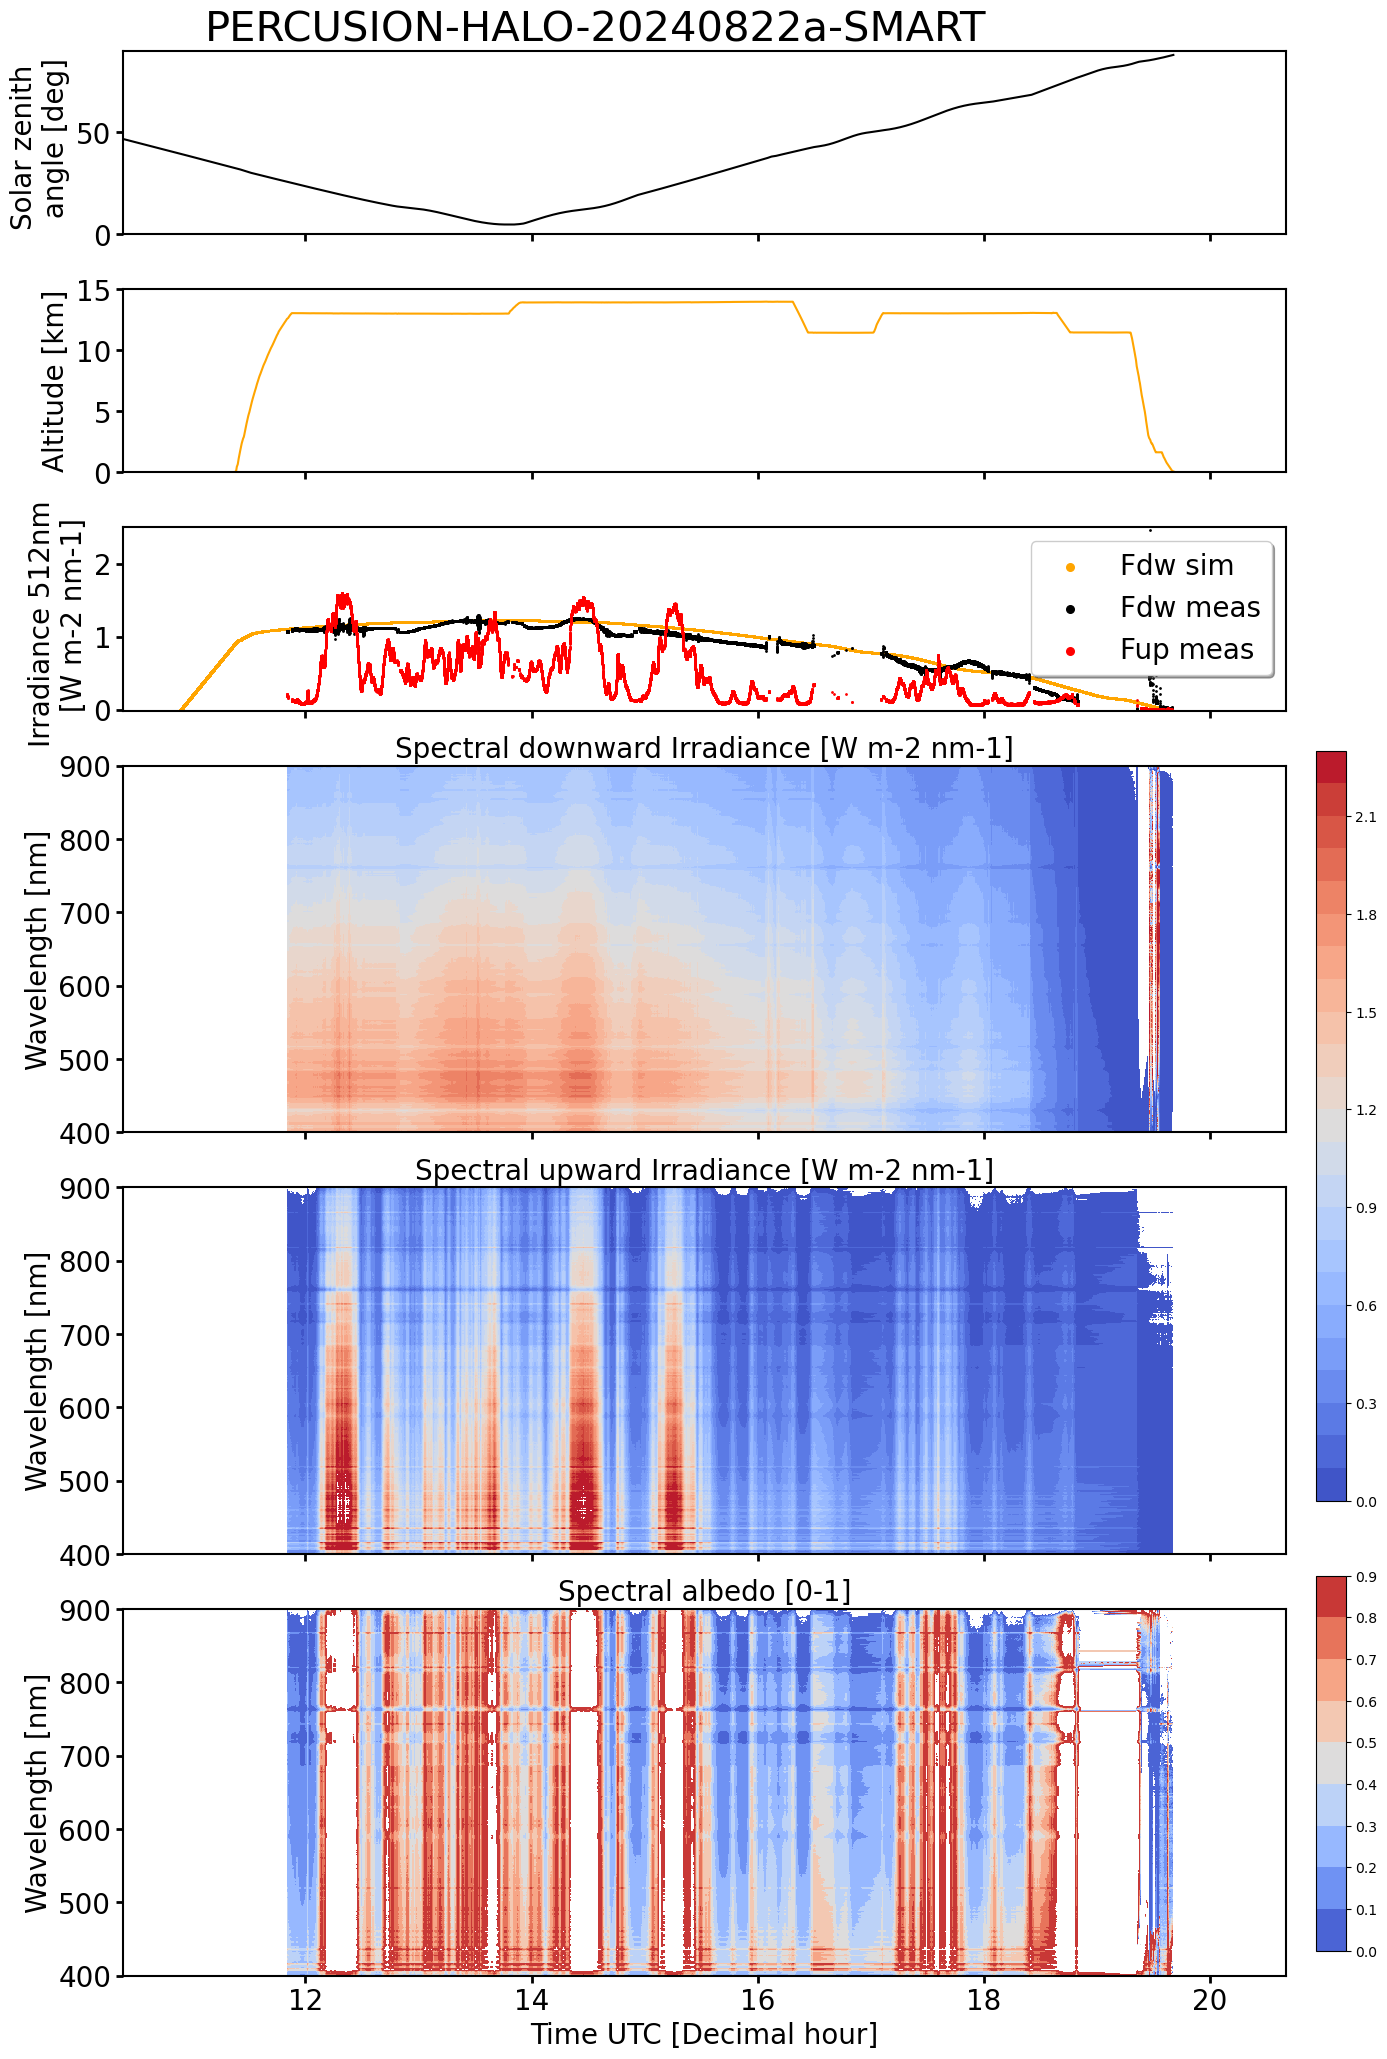 PERCUSION-HALO-20240822a-SMART
Solar zenith
angle [deg]
50
0
Altitude [km]
15
10
5
0
Irradiance 512nm
[W m-2 nm-1]
2
1
0
Fdw sim
Fdw meas
Fup meas
Spectral downward Irradiance [W m-2 nm-1]
Wavelength [nm]
900
800
700
600
500
400
2.1
1.8
1.5
1.2
0.9
0.6
0.3
0.0
Spectral upward Irradiance [W m-2 nm-1]
Wavelength [nm]
900
800
700
600
500
400
Spectral albedo [0-1]
Wavelength [nm]
900
800
700
600
500
400
0.9
0.8
0.7
0.6
0.5
0.4
0.3
0.2
0.1
0.0
12 14 16 18 20
Time UTC [Decimal hour]